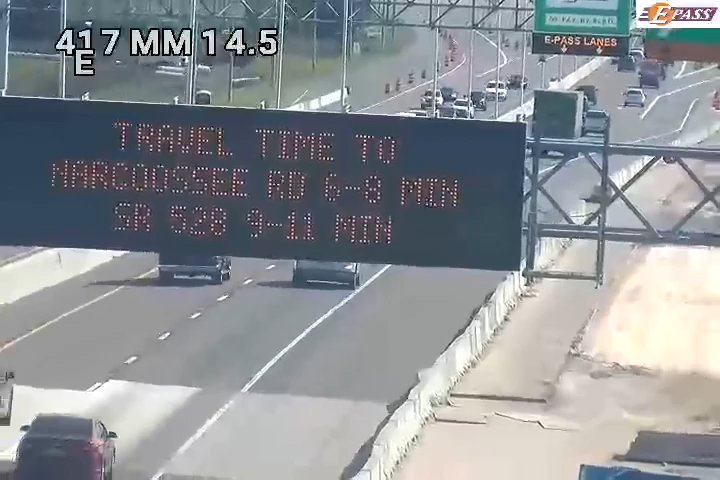 417 MM 14.5
E
E-PASS
E-PASS LANES
TRAVEL TIME TO
NARCOOSSEE RD 6-8 MIN
SR 528 9-11 MIN